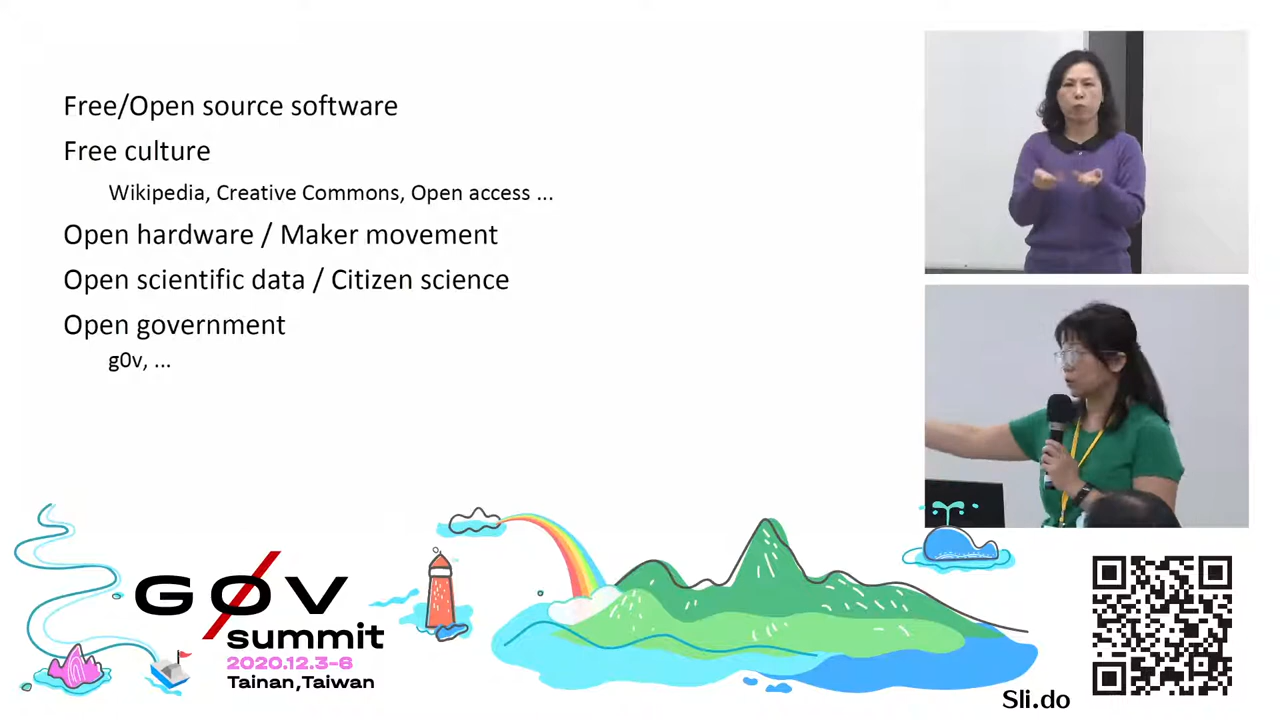 Free/Open source software
Free culture
Wikipedia, Creative Commons, Open access ...
Open hardware / Maker movement
Open scientific data / Citizen science
Open government
g0v, ...
GØV
summit
2020.12.3-6
Tainan,Taiwan
Sli.do